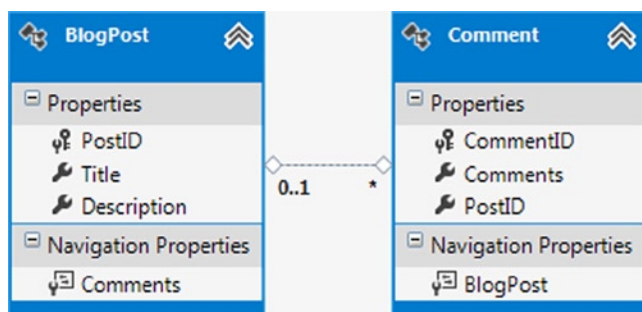 BlogPost
Properties
PostID
Title
Description
Navigation Properties
Comments
0..1
*
Comment
Properties
CommentID
Comments
PostID
Navigation Properties
BlogPost